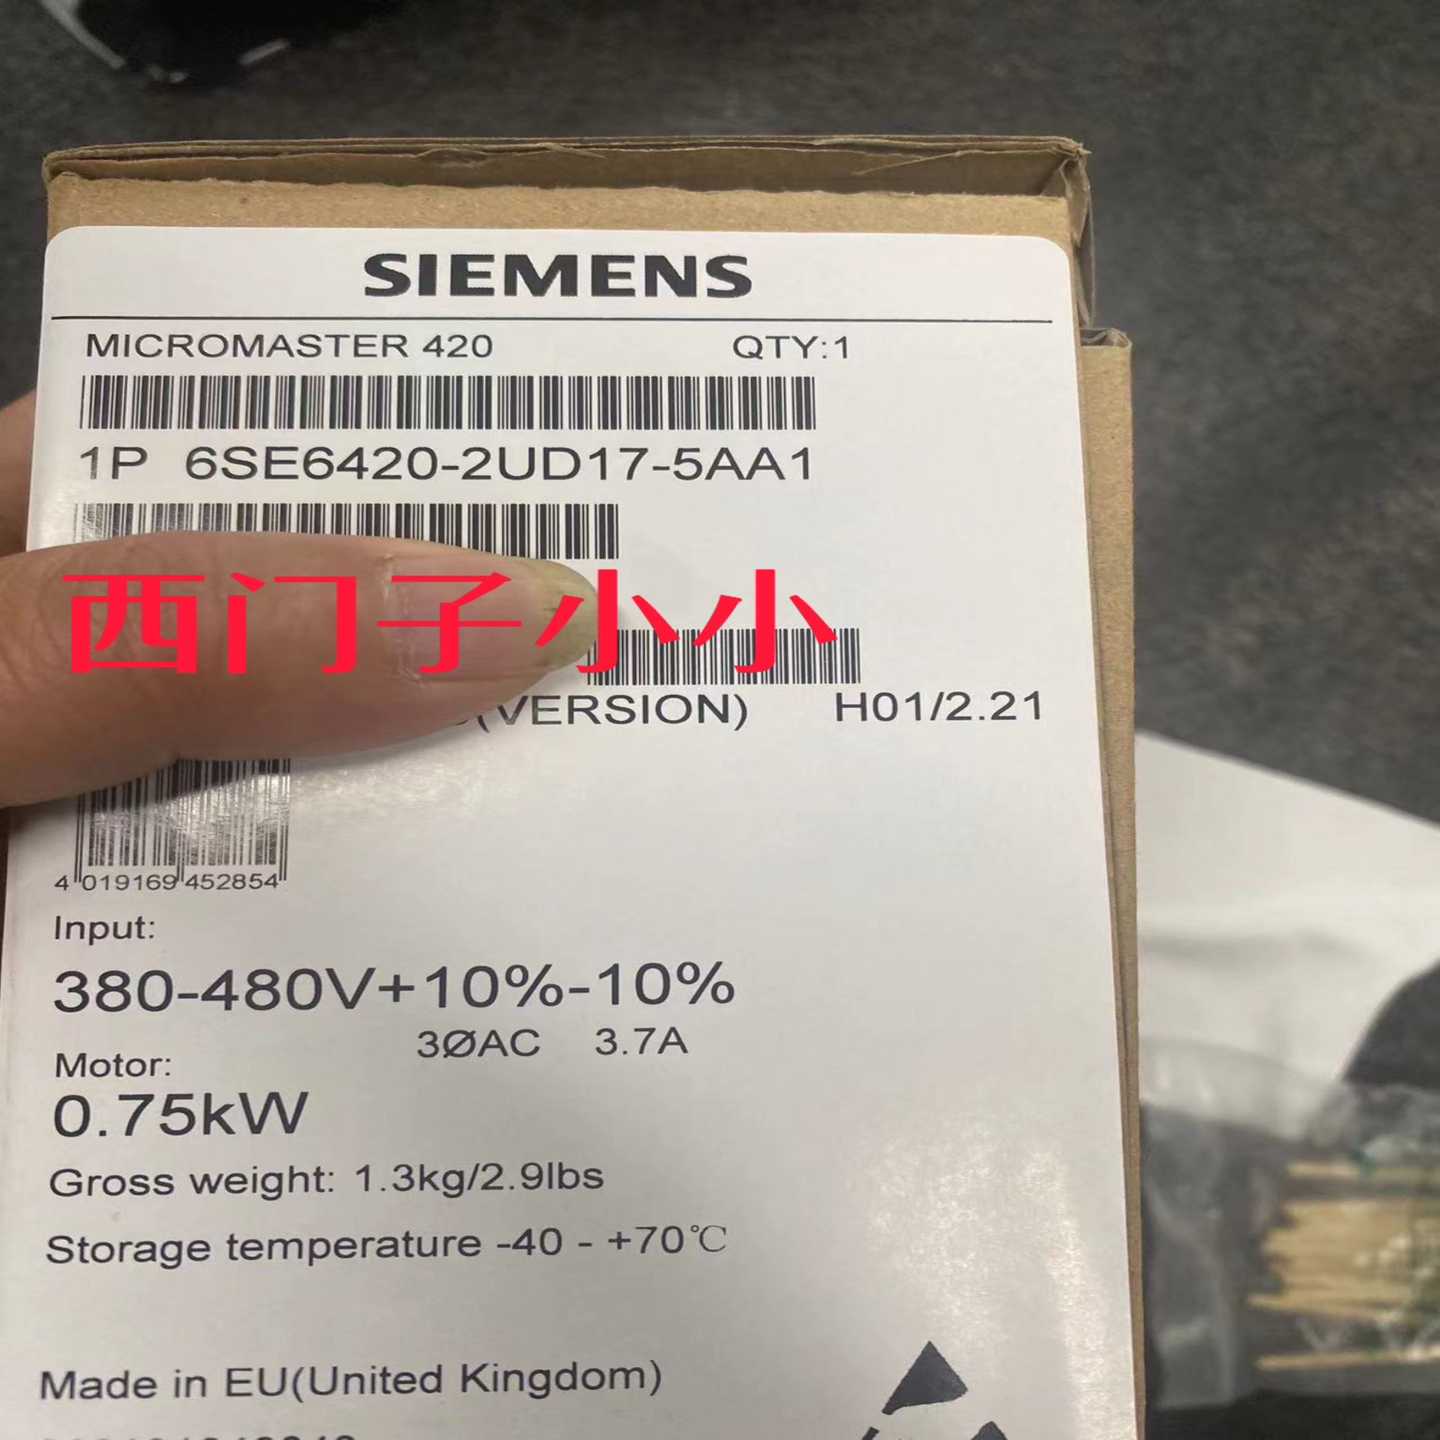 SIEMENS
MICROMASTER 420 QTY:1
1P 6SE6420-2UD17-5AA1
西门子小小
(VERSION) H01/2.21
4 019169 452854
Input:
380-480V+10%-10%
3ØAC 3.7A
Motor:
0.75kW
Gross weight: 1.3kg/2.9lbs
Storage temperature -40 - +70℃
Made in EU(United Kingdom)